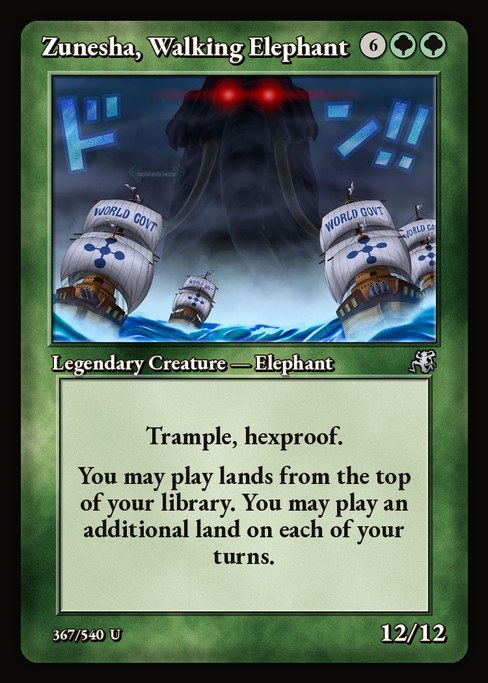 Zunesha, Walking Elephant 6
ドン!!
WORLD GOVT
WORLD GOVT
Legendary Creature — Elephant
Trample, hexproof.
You may play lands from the top
of your library. You may play an
additional land on each of your
turns.
367/540 U
12/12